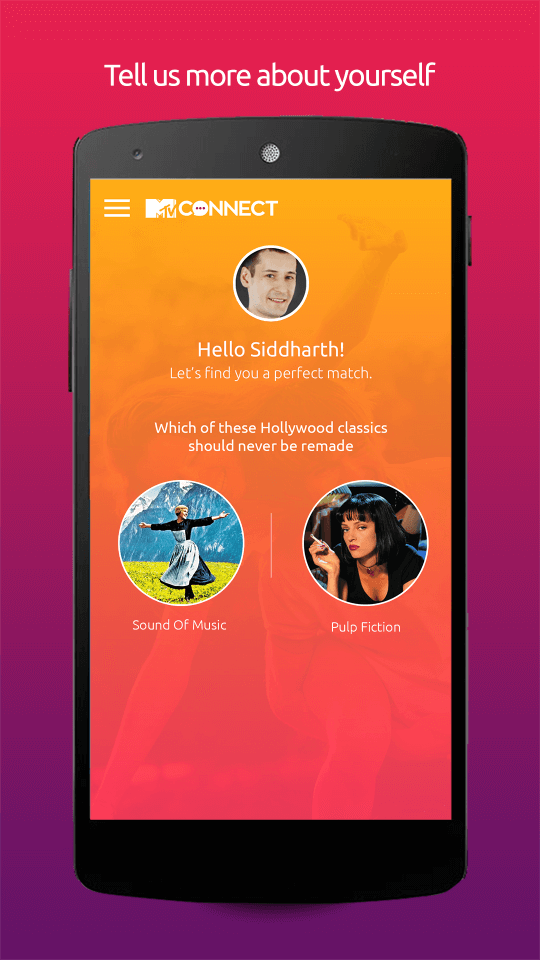 Tell us more about yourself
MTV CONNECT
Hello Siddharth!
Let's find you a perfect match.
Which of these Hollywood classics
should never be remade
Sound Of Music
Pulp Fiction